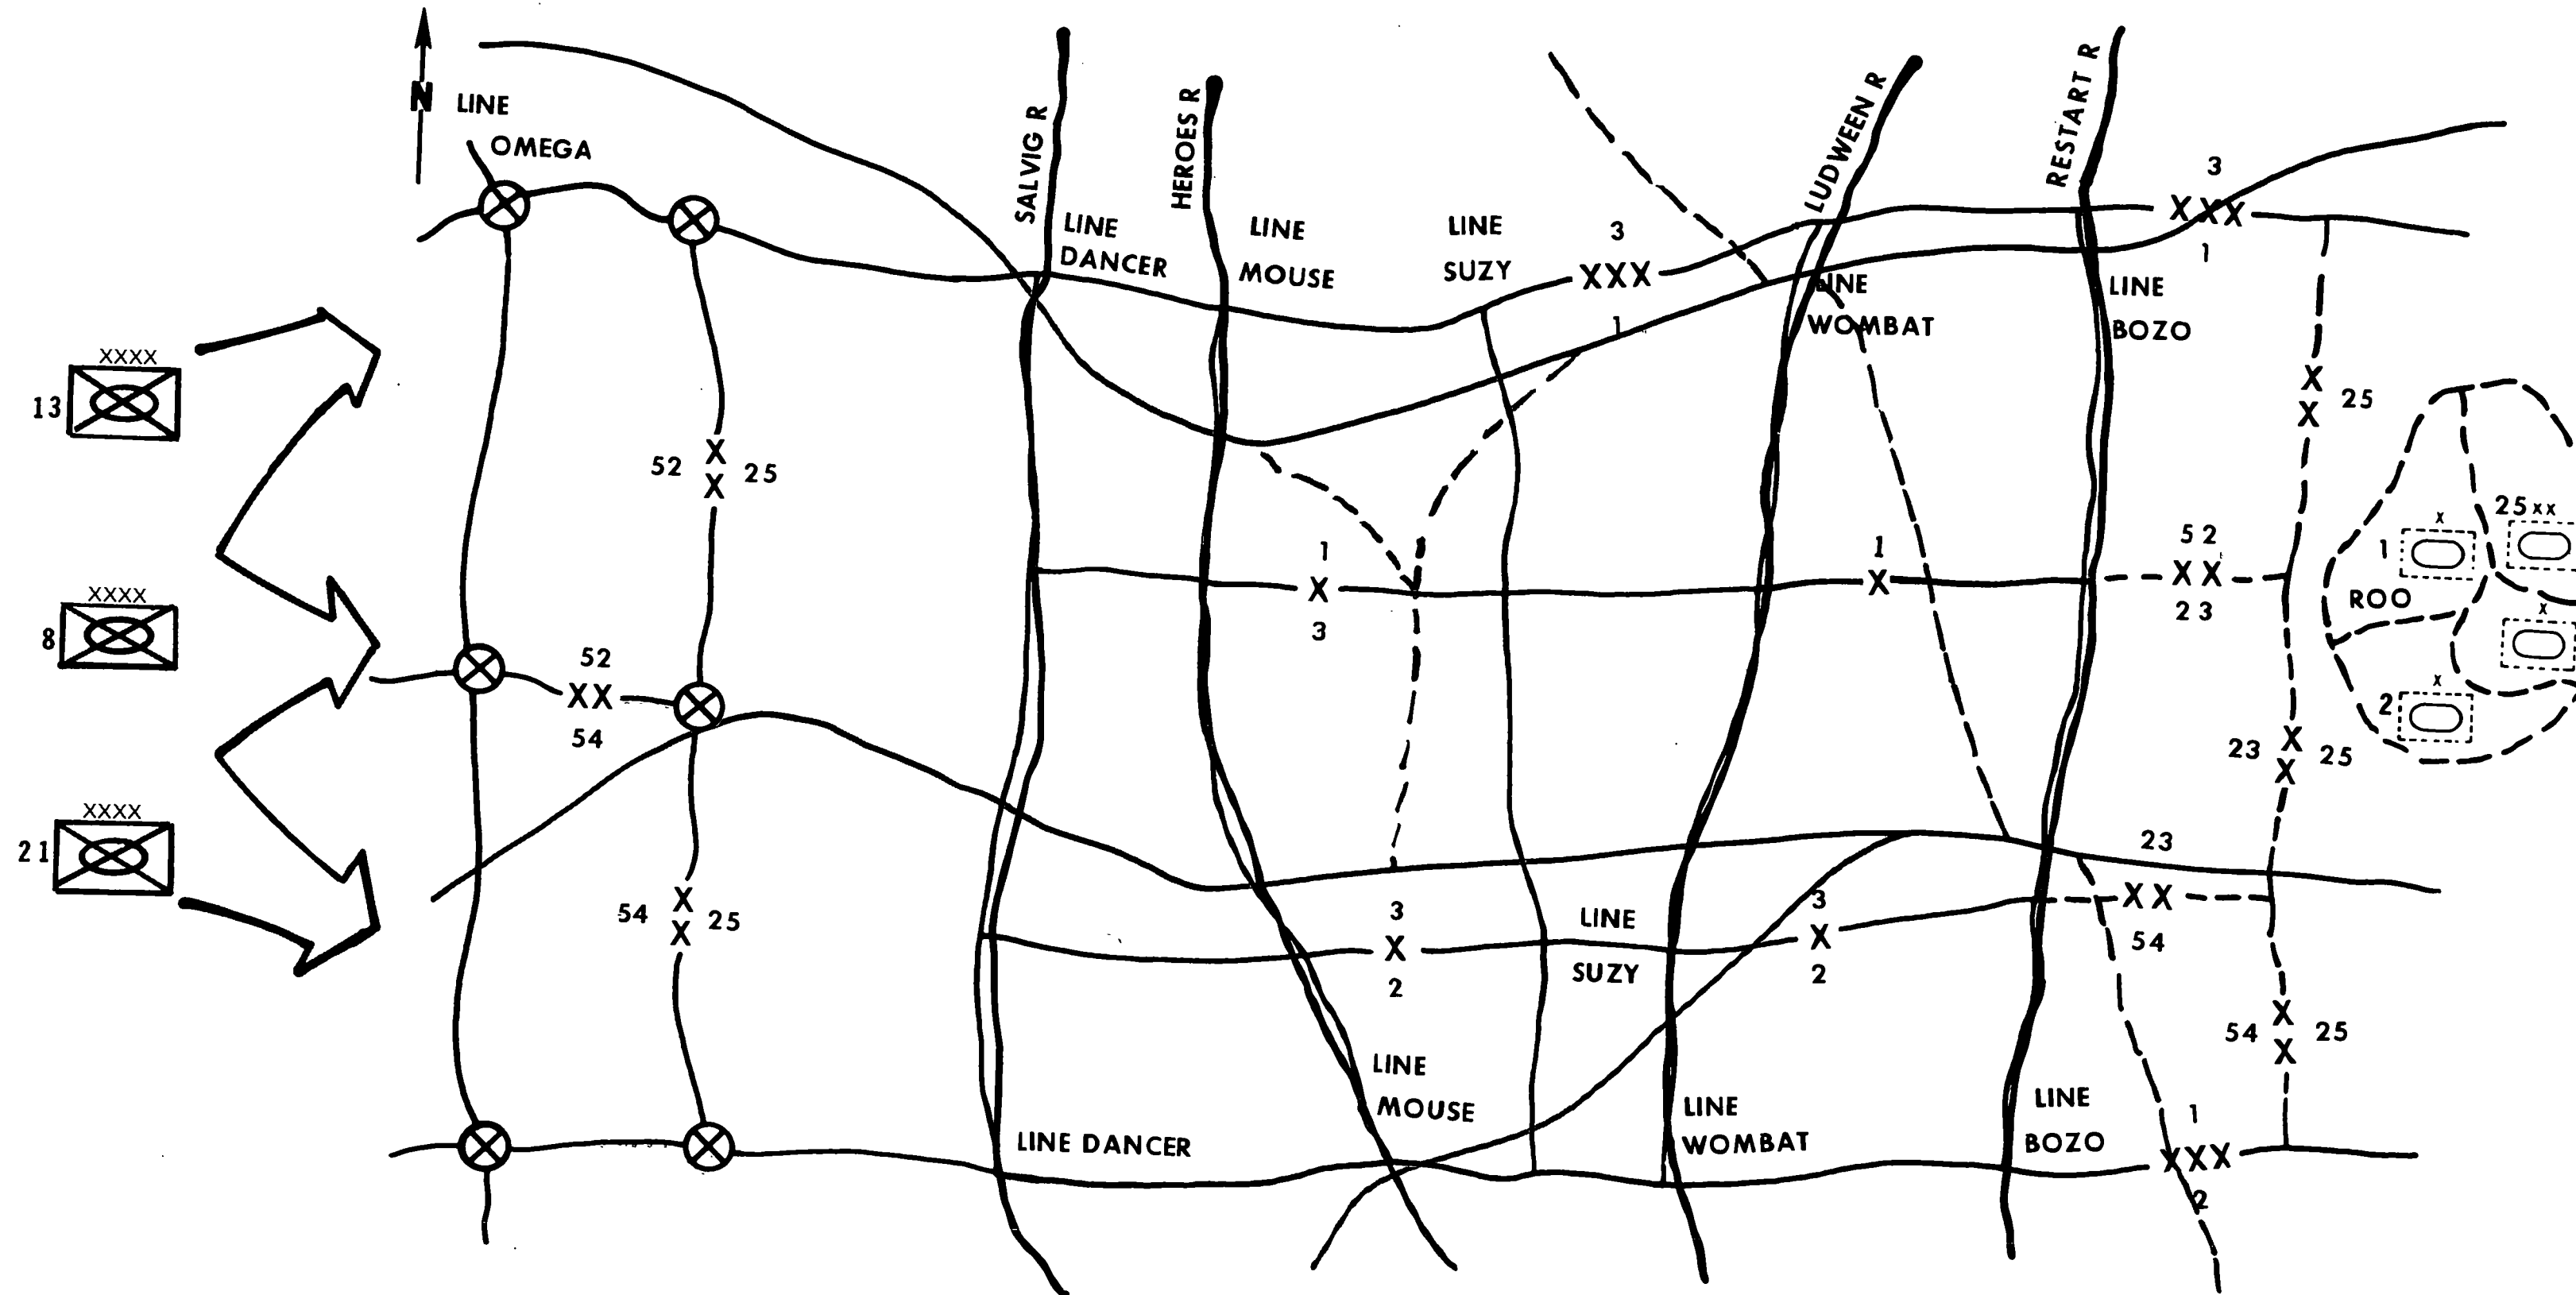 N
LINE
OMEGA
SALVIG R
HEROES R
LUDWEEN R
RESTART R
LINE
DANCER
LINE
MOUSE
LINE
SUZY
3
XXX
1
LINE
WOMBAT
LINE
BOZO
3
XXX
1
XXXX
13
XXXX
8
XXXX
21
52 X X 25
52
XX
54
54 X X 25
1
X
3
1
X
52
XX
23
X X 25
25 XX
X
1
ROO
X
X
2
23 X X 25
3
X
2
LINE
SUZY
3
X
2
23
XX
54
54 X X 25
LINE
MOUSE
LINE DANCER
LINE
WOMBAT
LINE
BOZO
1
XXX
2